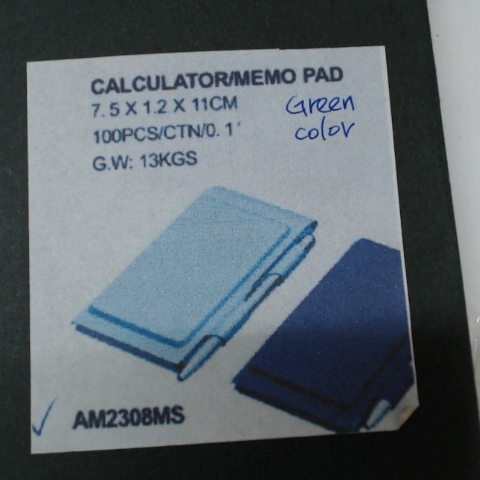 CALCULATOR/MEMO PAD
7.5 X 1.2 X 11CM
Green
100PCS/CTN/0.1'
color
G.W: 13KGS
AM2308MS